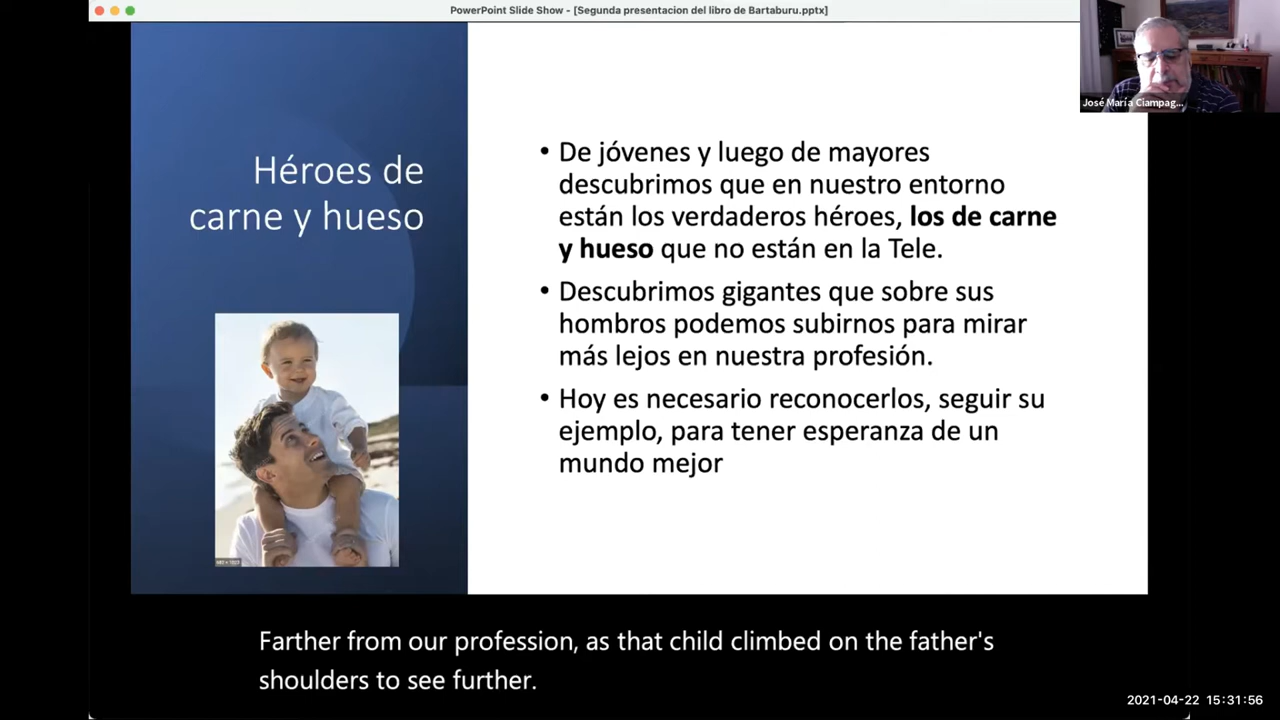 PowerPoint Slide Show - [Segunda presentacion del libro de Bartaburu.pptx]
José María Ciampag...
Héroes de
carne y hueso
• De jóvenes y luego de mayores
descubrimos que en nuestro entorno
están los verdaderos héroes, los de carne
y hueso que no están en la Tele.
• Descubrimos gigantes que sobre sus
hombros podemos subirnos para mirar
más lejos en nuestra profesión.
• Hoy es necesario reconocerlos, seguir su
ejemplo, para tener esperanza de un
mundo mejor
Farther from our profession, as that child climbed on the father's
shoulders to see further.
2021-04-22 15:31:56